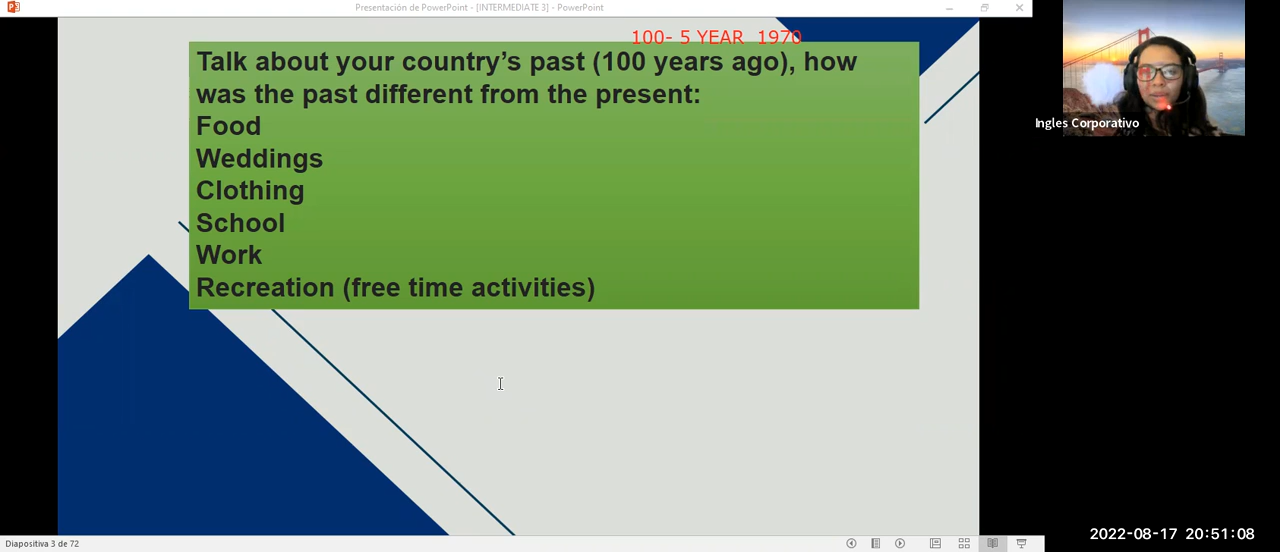 Presentación de PowerPoint - [INTERMEDIATE 3] - PowerPoint
100- 5 YEAR 1970
Talk about your country’s past (100 years ago), how
was the past different from the present:
Food
Weddings
Clothing
School
Work
Recreation (free time activities)
Ingles Corporativo
2022-08-17 20:51:08
Diapositiva 3 de 72